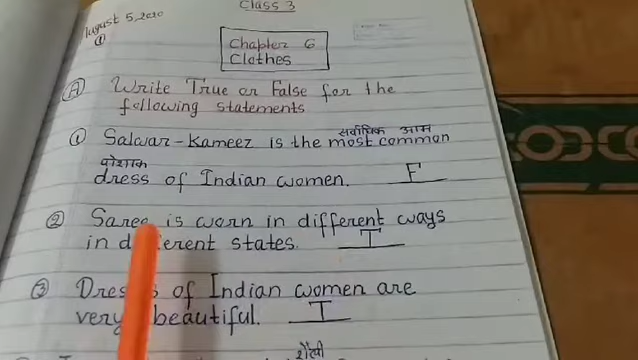 Class 3
August 5, 2020
①
Chapter 6
Clothes
Ⓐ Write True or False for the
following statements
① Salwar-Kameez is the most common
सर्वाधिक आम
पोशाक
dress of Indian women. F
② Saree is worn in different ways
in different states. T
③ Dress of Indian women are
very beautiful. T
शैली